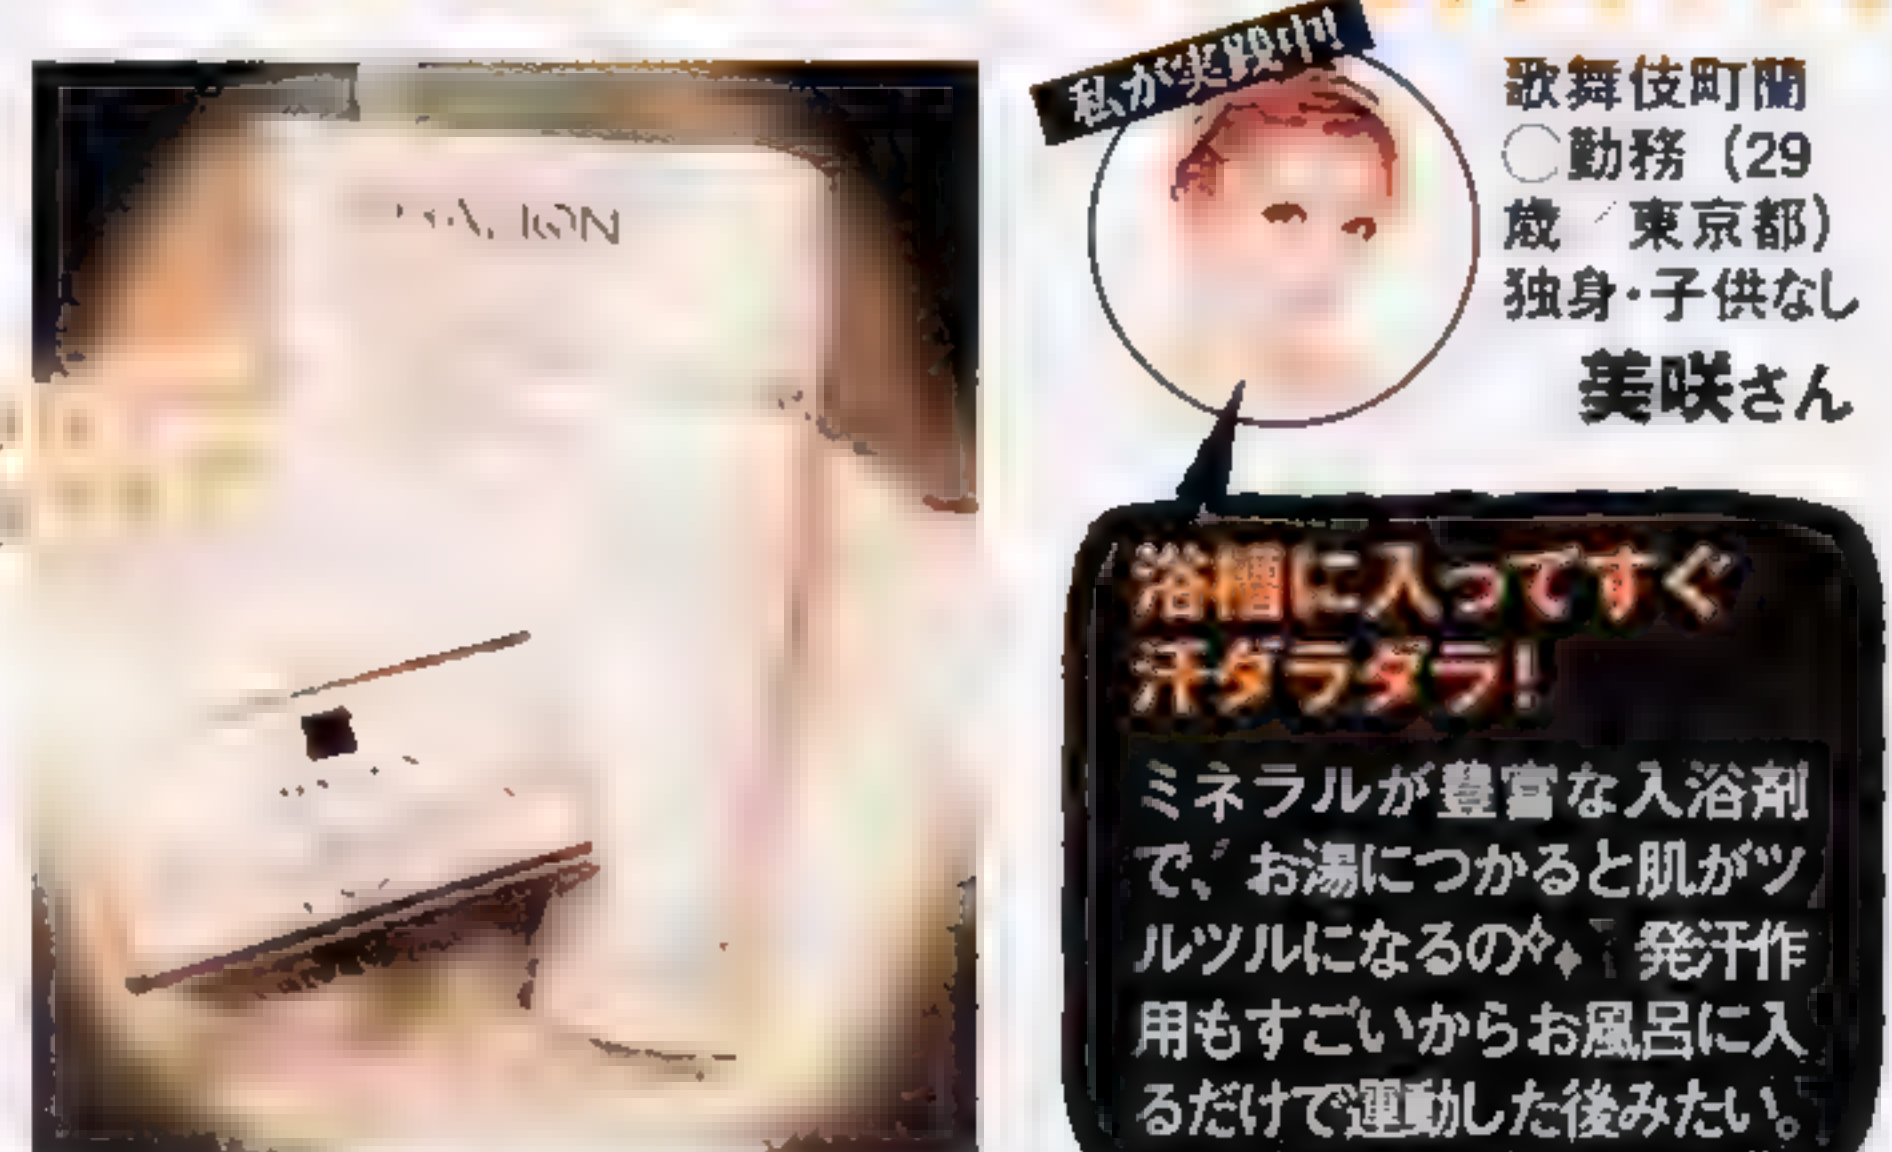 私が実践中!!
歌舞伎町蘭
○勤務(29
歳/東京都)
独身・子供なし
美咲さん
浴槽に入ってすぐ
汗ダラダラ!
ミネラルが豊富な入浴剤
で、お湯につかると肌がツ
ルツルになるの✧✦ 発汗作
用もすごいからお風呂に入
るだけで運動した後みたい。